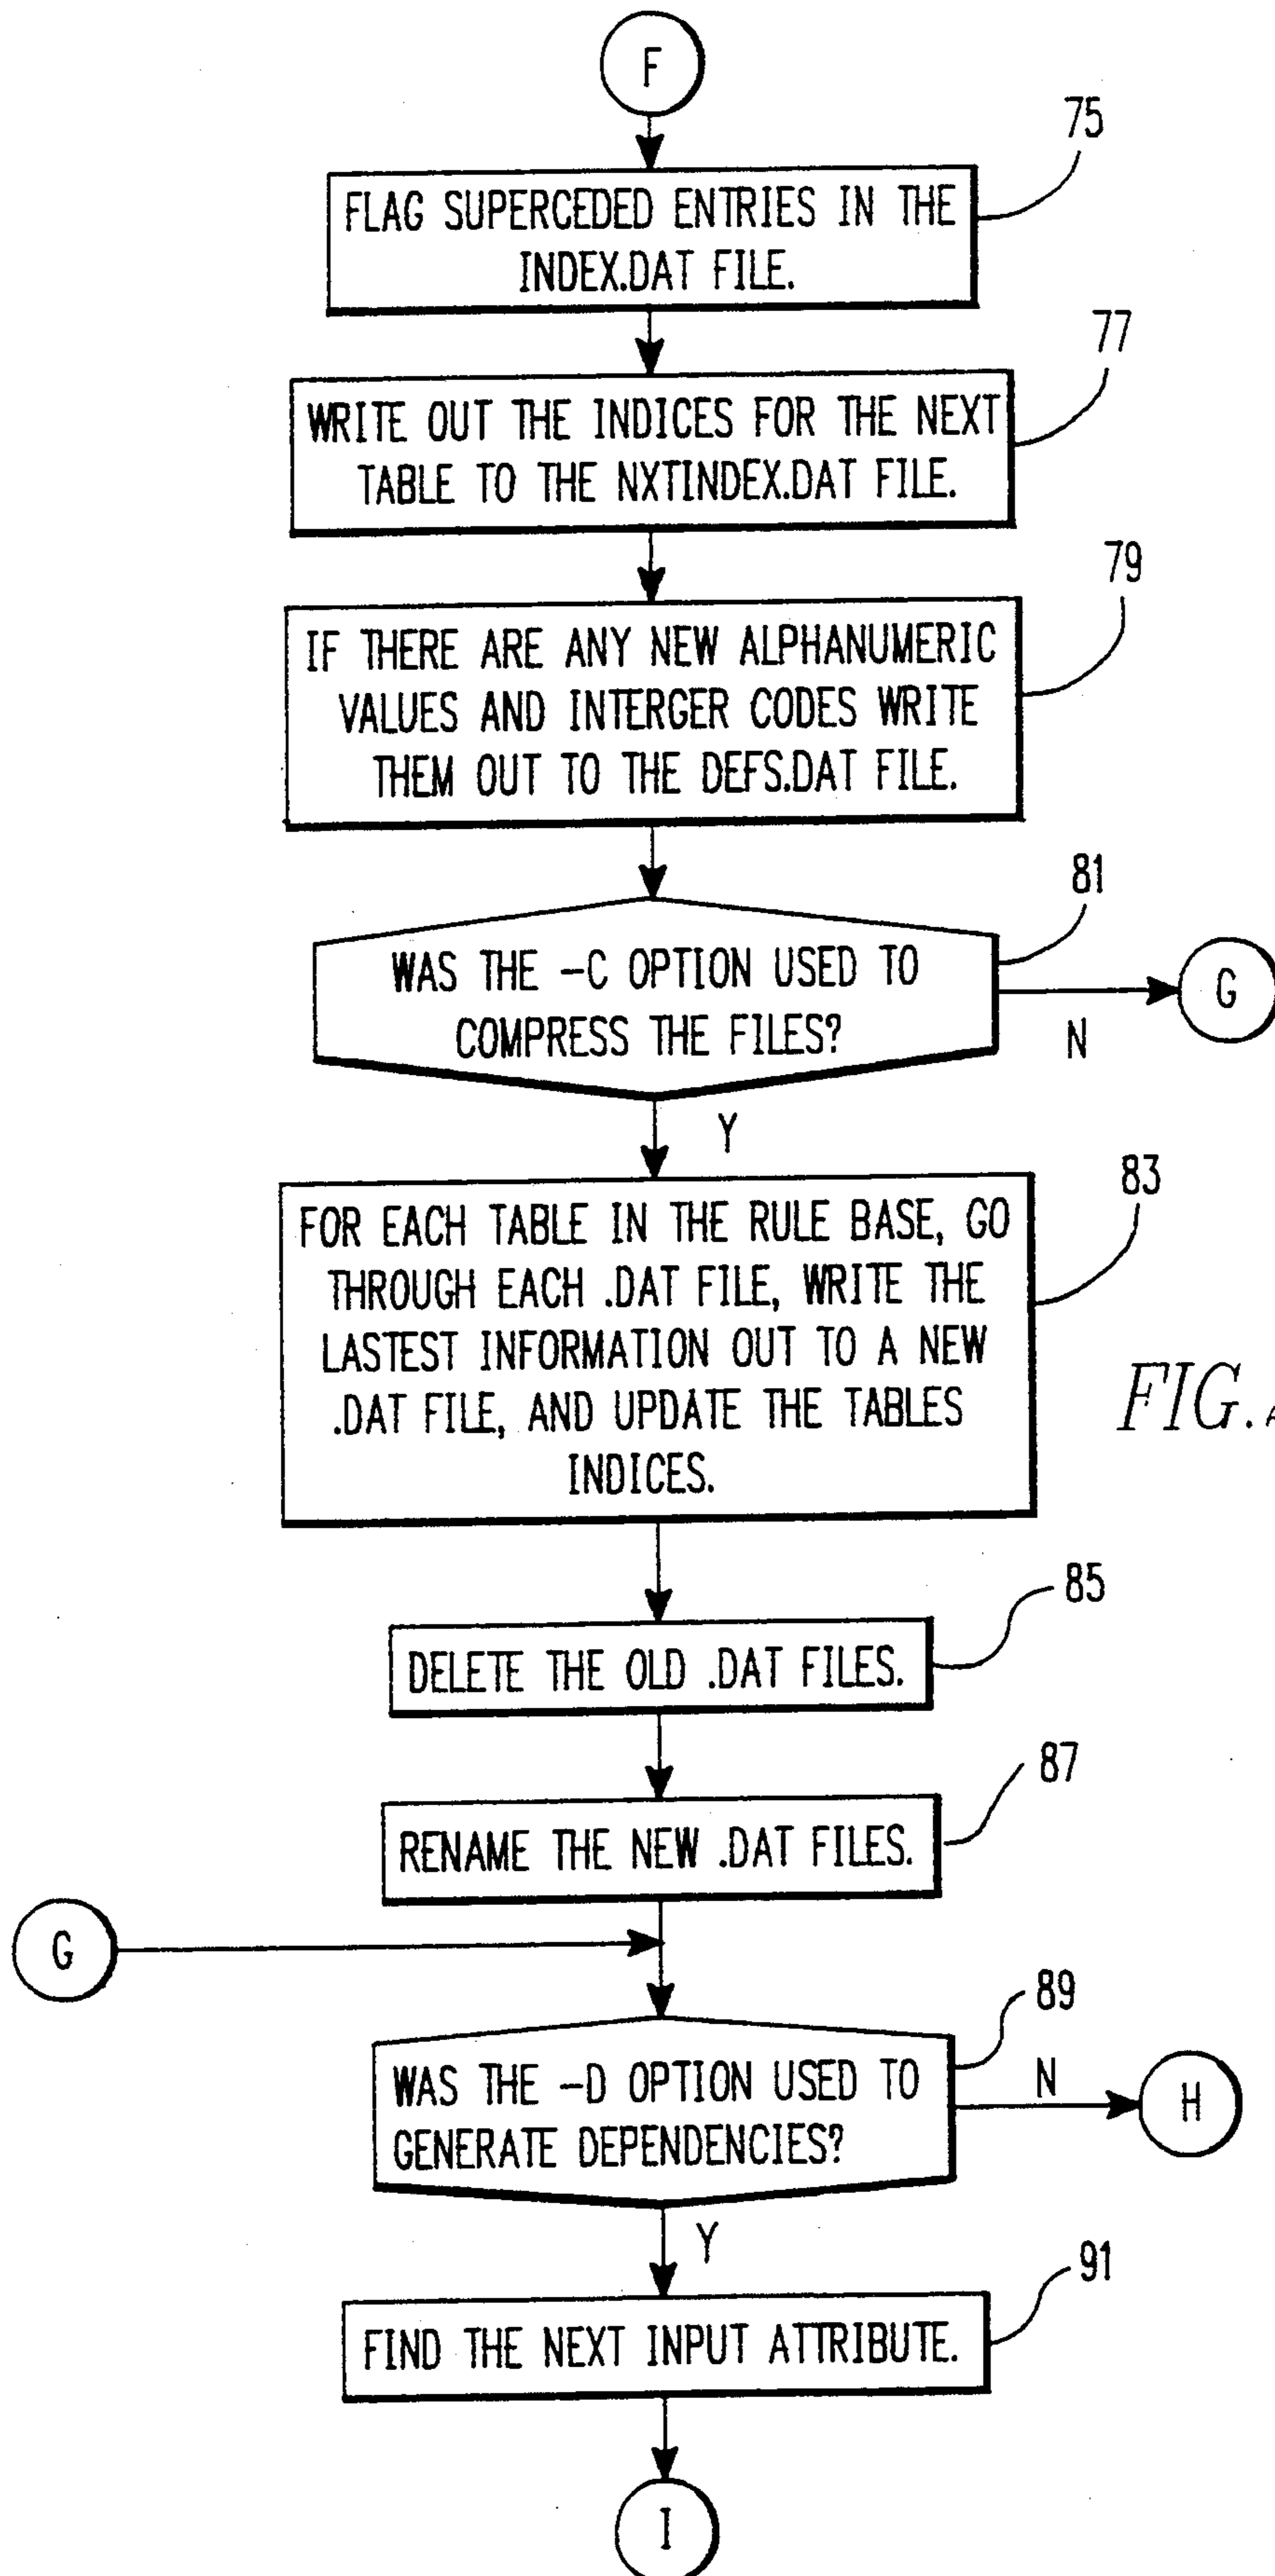 F
75
FLAG SUPERCEDED ENTRIES IN THE
INDEX.DAT FILE.
77
WRITE OUT THE INDICES FOR THE NEXT
TABLE TO THE NXTINDEX.DAT FILE.
79
IF THERE ARE ANY NEW ALPHANUMERIC
VALUES AND INTERGER CODES WRITE
THEM OUT TO THE DEFS.DAT FILE.
81
WAS THE -C OPTION USED TO
COMPRESS THE FILES?
G
N
Y
83
FOR EACH TABLE IN THE RULE BASE, GO
THROUGH EACH .DAT FILE, WRITE THE
LASTEST INFORMATION OUT TO A NEW
.DAT FILE, AND UPDATE THE TABLES
INDICES.
FIG.
85
DELETE THE OLD .DAT FILES.
87
RENAME THE NEW .DAT FILES.
G
89
WAS THE -D OPTION USED TO
GENERATE DEPENDENCIES?
N
H
Y
91
FIND THE NEXT INPUT ATTRIBUTE.
I